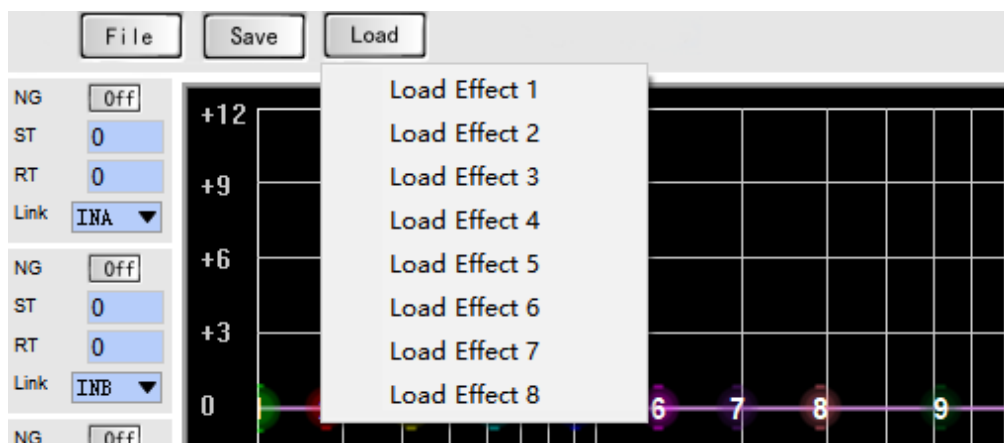 File Save Load
Load Effect 1
Load Effect 2
Load Effect 3
Load Effect 4
Load Effect 5
Load Effect 6
Load Effect 7
Load Effect 8
NG Off
ST 0
RT 0
Link INA
NG Off
ST 0
RT 0
Link INB
NG Off
+12
+9
+6
+3
0
6 7 8 9